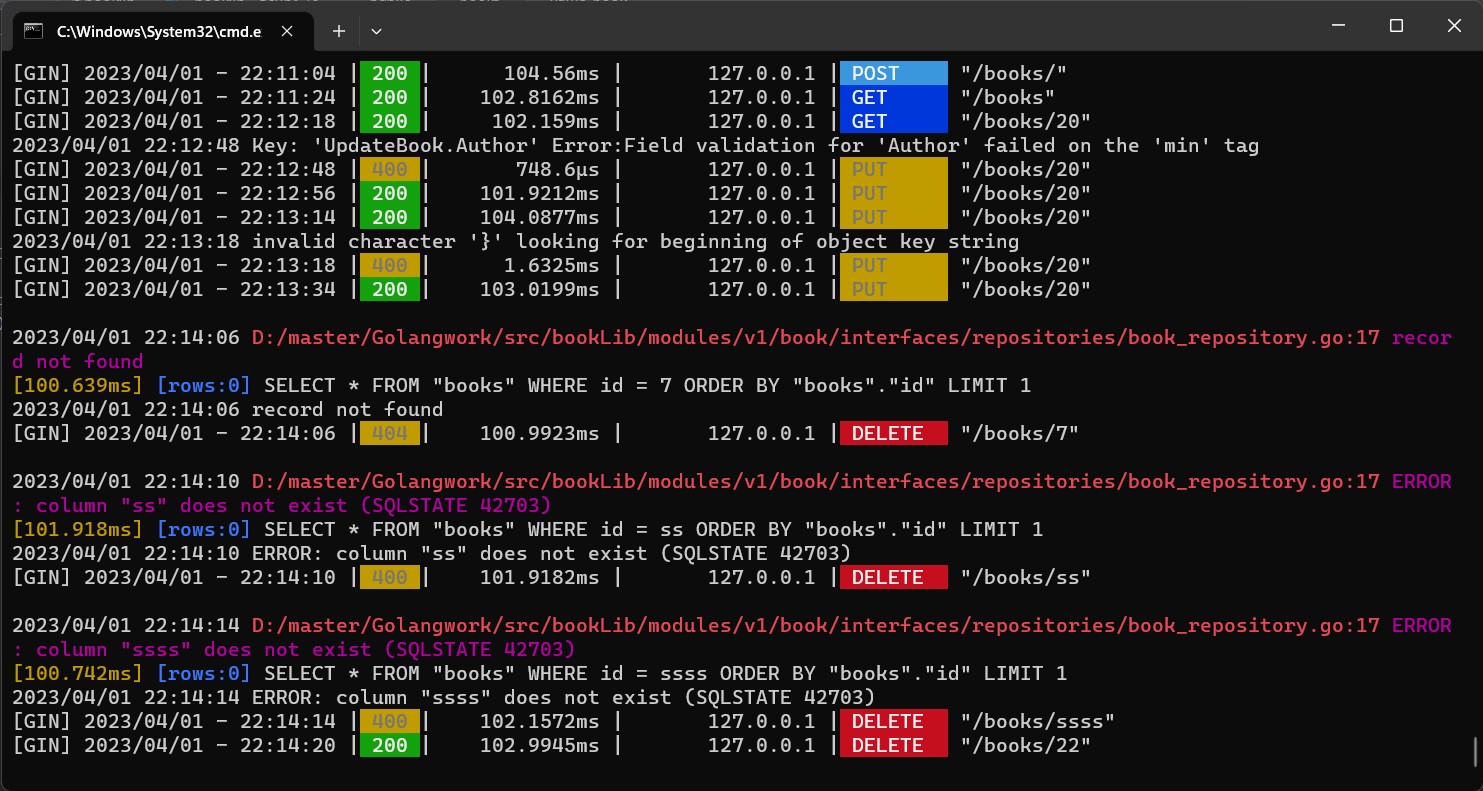 C:\Windows\System32\cmd.e
[GIN] 2023/04/01 - 22:11:04 | 200 | 104.56ms | 127.0.0.1 | POST "/books/"
[GIN] 2023/04/01 - 22:11:24 | 200 | 102.8162ms | 127.0.0.1 | GET "/books"
[GIN] 2023/04/01 - 22:12:18 | 200 | 102.159ms | 127.0.0.1 | GET "/books/20"
2023/04/01 22:12:48 Key: 'UpdateBook.Author' Error:Field validation for 'Author' failed on the 'min' tag
[GIN] 2023/04/01 - 22:12:48 | 400 | 748.6µs | 127.0.0.1 | PUT "/books/20"
[GIN] 2023/04/01 - 22:12:56 | 200 | 101.9212ms | 127.0.0.1 | PUT "/books/20"
[GIN] 2023/04/01 - 22:13:14 | 200 | 104.0877ms | 127.0.0.1 | PUT "/books/20"
2023/04/01 22:13:18 invalid character '}' looking for beginning of object key string
[GIN] 2023/04/01 - 22:13:18 | 400 | 1.6325ms | 127.0.0.1 | PUT "/books/20"
[GIN] 2023/04/01 - 22:13:34 | 200 | 103.0199ms | 127.0.0.1 | PUT "/books/20"
2023/04/01 22:14:06 D:/master/Golangwork/src/bookLib/modules/v1/book/interfaces/repositories/book_repository.go:17 recor
d not found
[100.639ms] [rows:0] SELECT * FROM "books" WHERE id = 7 ORDER BY "books"."id" LIMIT 1
2023/04/01 22:14:06 record not found
[GIN] 2023/04/01 - 22:14:06 | 404 | 100.9923ms | 127.0.0.1 | DELETE "/books/7"
2023/04/01 22:14:10 D:/master/Golangwork/src/bookLib/modules/v1/book/interfaces/repositories/book_repository.go:17 ERROR
: column "ss" does not exist (SQLSTATE 42703)
[101.918ms] [rows:0] SELECT * FROM "books" WHERE id = ss ORDER BY "books"."id" LIMIT 1
2023/04/01 22:14:10 ERROR: column "ss" does not exist (SQLSTATE 42703)
[GIN] 2023/04/01 - 22:14:10 | 400 | 101.9182ms | 127.0.0.1 | DELETE "/books/ss"
2023/04/01 22:14:14 D:/master/Golangwork/src/bookLib/modules/v1/book/interfaces/repositories/book_repository.go:17 ERROR
: column "ssss" does not exist (SQLSTATE 42703)
[100.742ms] [rows:0] SELECT * FROM "books" WHERE id = ssss ORDER BY "books"."id" LIMIT 1
2023/04/01 22:14:14 ERROR: column "ssss" does not exist (SQLSTATE 42703)
[GIN] 2023/04/01 - 22:14:14 | 400 | 102.1572ms | 127.0.0.1 | DELETE "/books/ssss"
[GIN] 2023/04/01 - 22:14:20 | 200 | 102.9945ms | 127.0.0.1 | DELETE "/books/22"